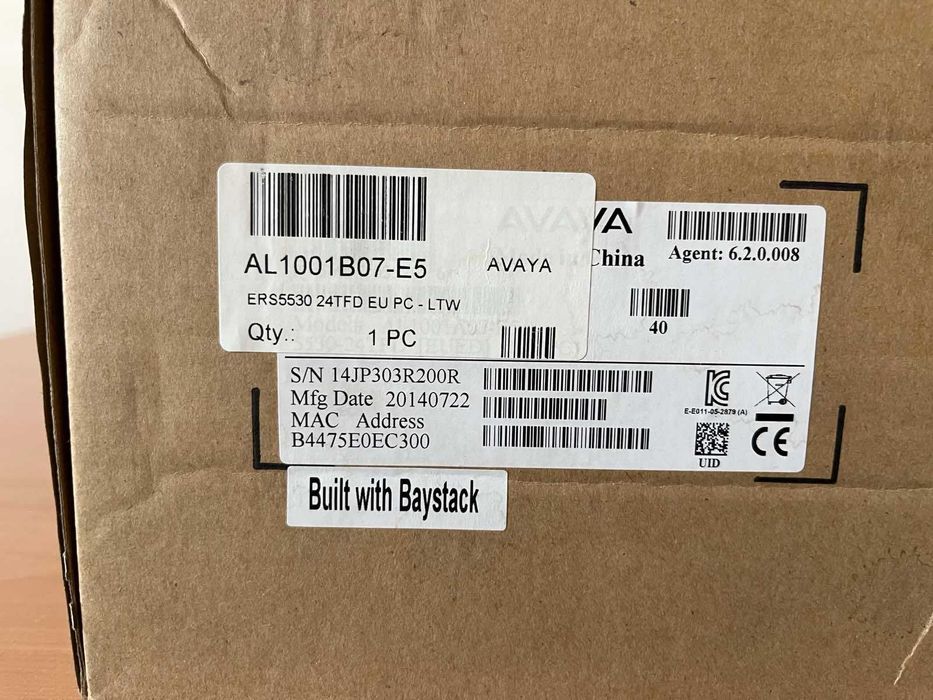 AL1001B07-E5
AVAYA
ERS5530 24TFD EU PC - LTW
Qty.: 1 PC
AVAYA
China
Agent: 6.2.0.008
40
S/N 14JP303R200R
Mfg Date 20140722
MAC Address
B4475E0EC300
E-E011-05-2879 (A)
UID
CE
Built with Baystack